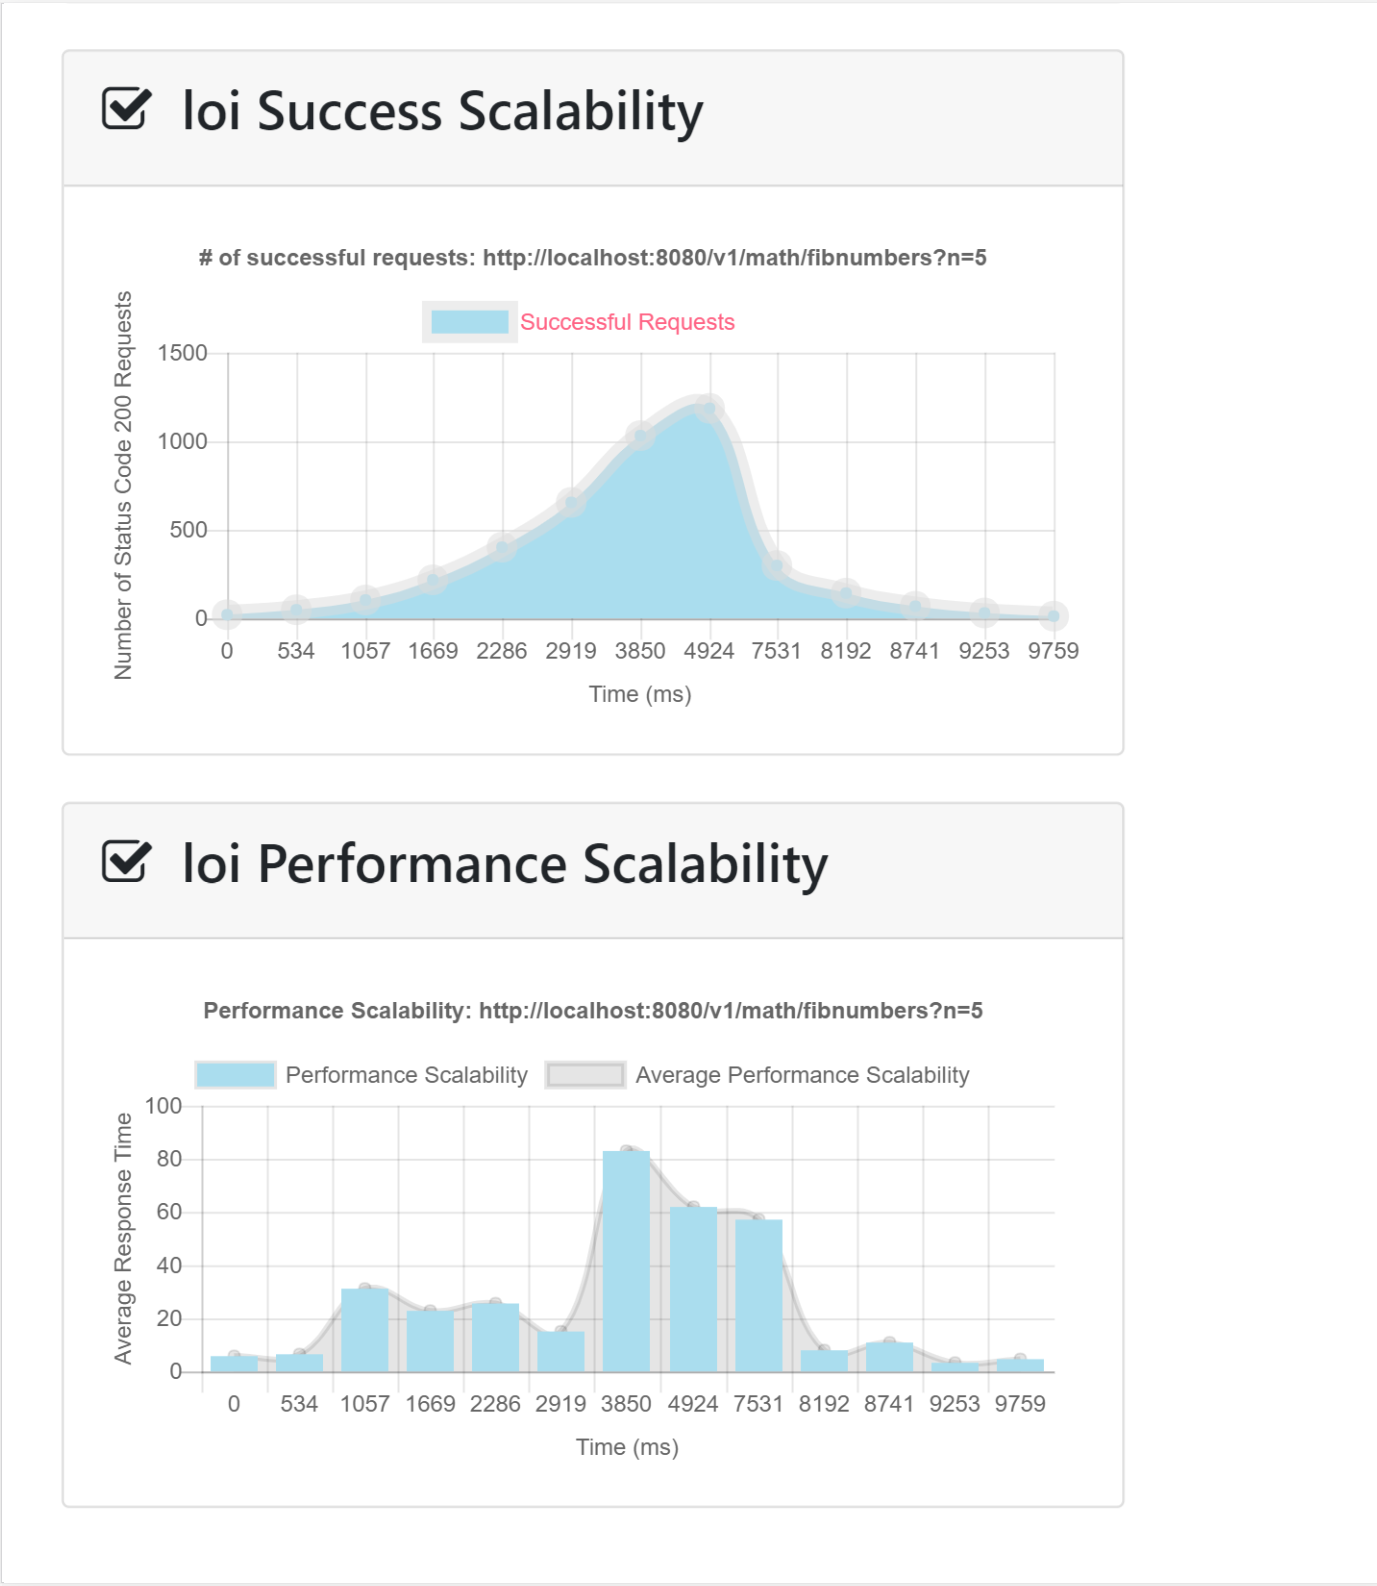 loi Success Scalability
# of successful requests: http://localhost:8080/v1/math/fibnumbers?n=5
Successful Requests
Number of Status Code 200 Requests
1500
1000
500
0
0 534 1057 1669 2286 2919 3850 4924 7531 8192 8741 9253 9759
Time (ms)
loi Performance Scalability
Performance Scalability: http://localhost:8080/v1/math/fibnumbers?n=5
Performance Scalability Average Performance Scalability
Average Response Time
100
80
60
40
20
0
0 534 1057 1669 2286 2919 3850 4924 7531 8192 8741 9253 9759
Time (ms)